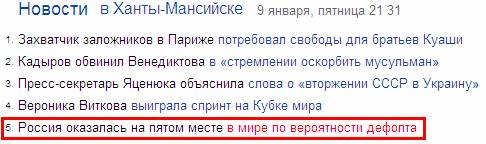 Новости в Ханты-Мансийске 9 января, пятница 21 31
1. Захватчик заложников в Париже потребовал свободы для братьев Куаши
2. Кадыров обвинил Венедиктова в «стремлении оскорбить мусульман»
3. Пресс-секретарь Яценюка объяснила слова о «вторжении СССР в Украину»
4. Вероника Виткова выиграла спринт на Кубке мира
5. Россия оказалась на пятом месте в мире по вероятности дефолта